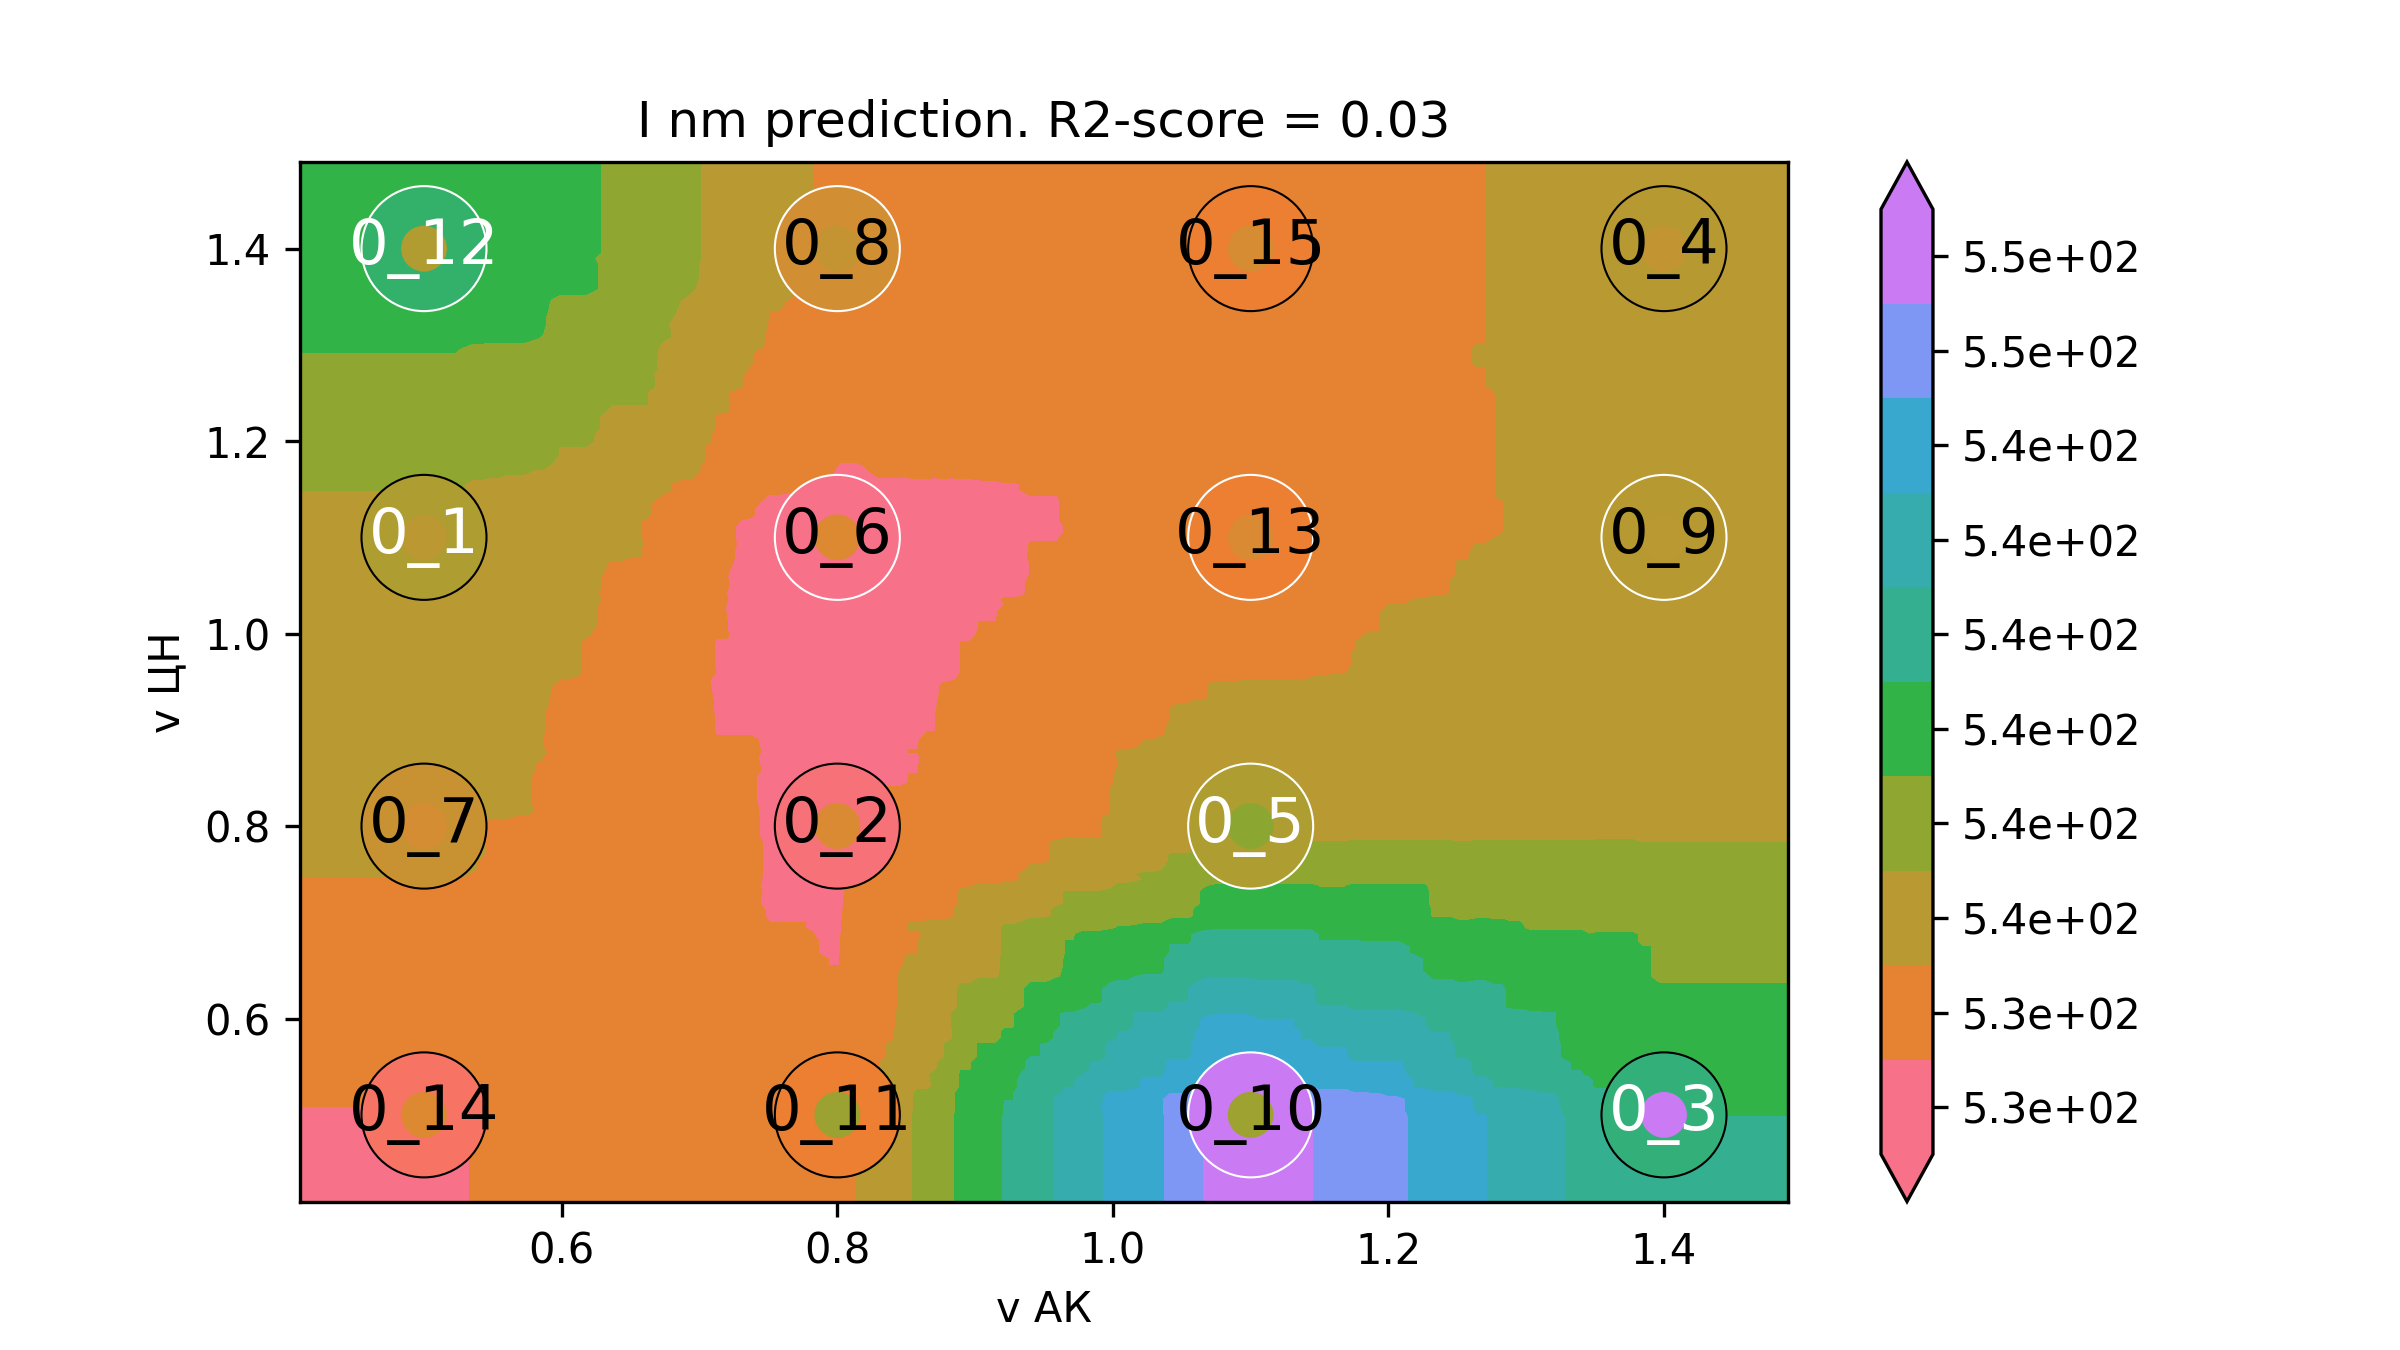 I nm prediction. R2-score = 0.03
0_12
0_8
0_15
0_4
0_1
0_6
0_13
0_9
0_7
0_2
0_5
0_14
0_11
0_10
0_3
1.4
1.2
1.0
0.8
0.6
v ЦН
0.6 0.8 1.0 1.2 1.4
v АК
5.5e+02
5.5e+02
5.4e+02
5.4e+02
5.4e+02
5.4e+02
5.4e+02
5.4e+02
5.3e+02
5.3e+02